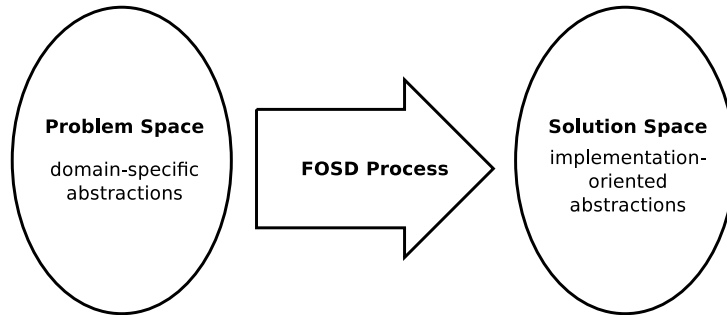 Problem Space
domain-specific
abstractions
FOSD Process
Solution Space
implementation-
oriented
abstractions